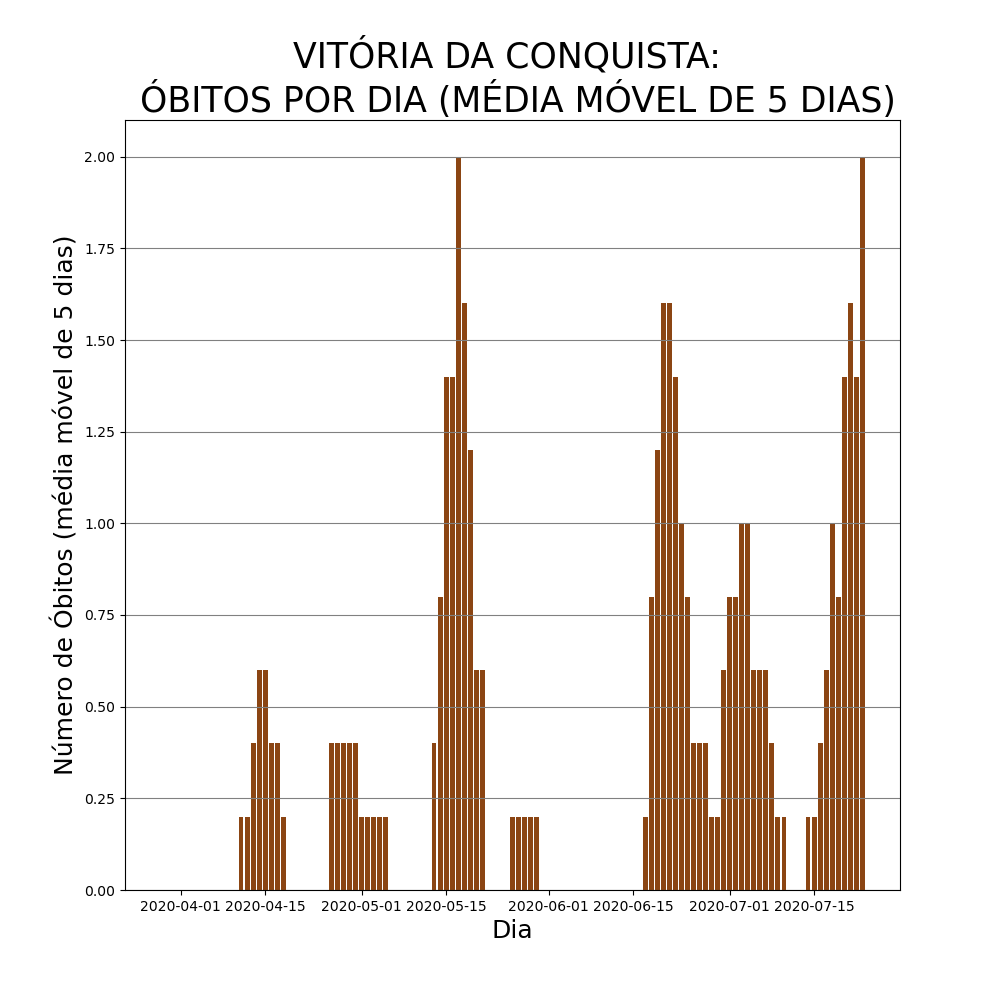 VITÓRIA DA CONQUISTA:
ÓBITOS POR DIA (MÉDIA MÓVEL DE 5 DIAS)
Número de Óbitos (média móvel de 5 dias)
2.00
1.75
1.50
1.25
1.00
0.75
0.50
0.25
0.00
2020-04-01 2020-04-15 2020-05-01 2020-05-15 2020-06-01 2020-06-15 2020-07-01 2020-07-15
Dia